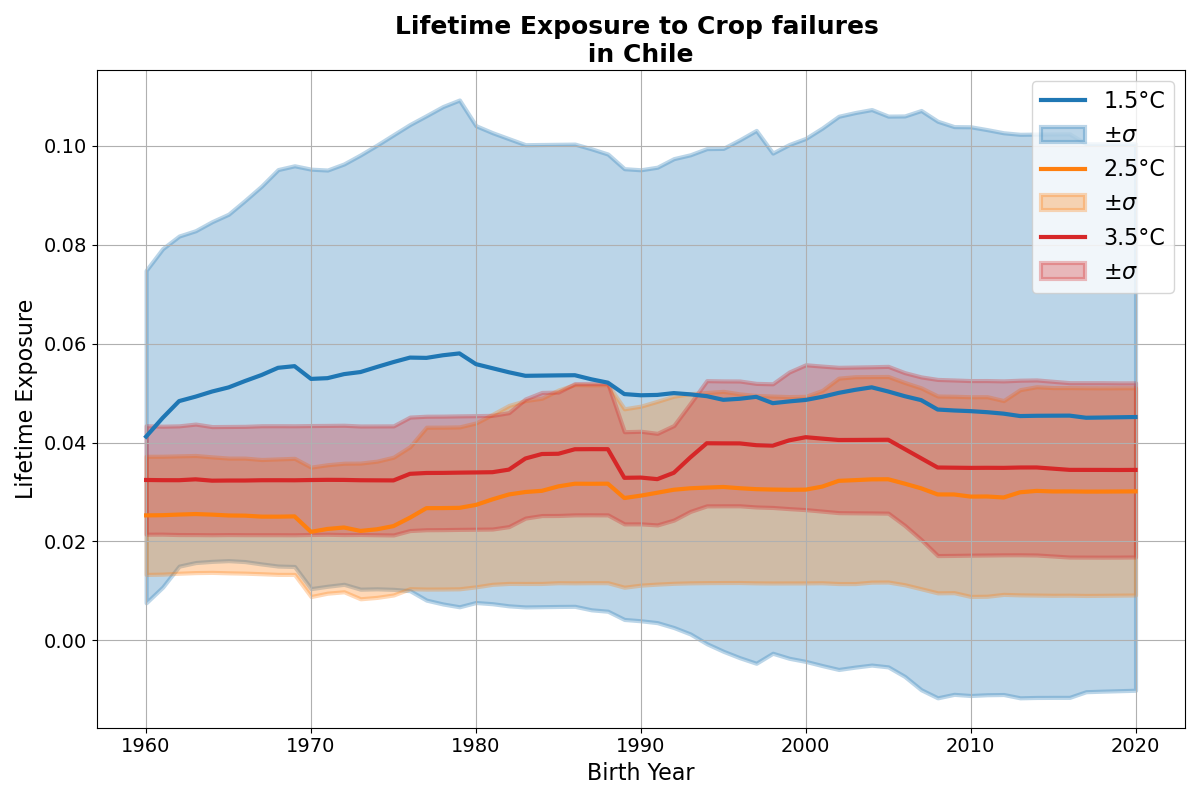 Lifetime Exposure to Crop failures
in Chile
1.5°C
±σ
2.5°C
±σ
3.5°C
±σ
Lifetime Exposure
0.10
0.08
0.06
0.04
0.02
0.00
1960 1970 1980 1990 2000 2010 2020
Birth Year